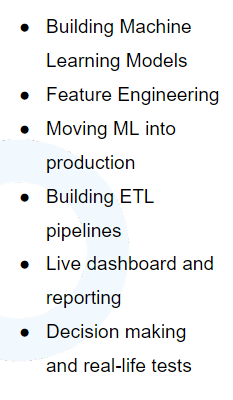 ● Building Machine
Learning Models
● Feature Engineering
● Moving ML into
production
● Building ETL
pipelines
● Live dashboard and
reporting
● Decision making
and real-life tests